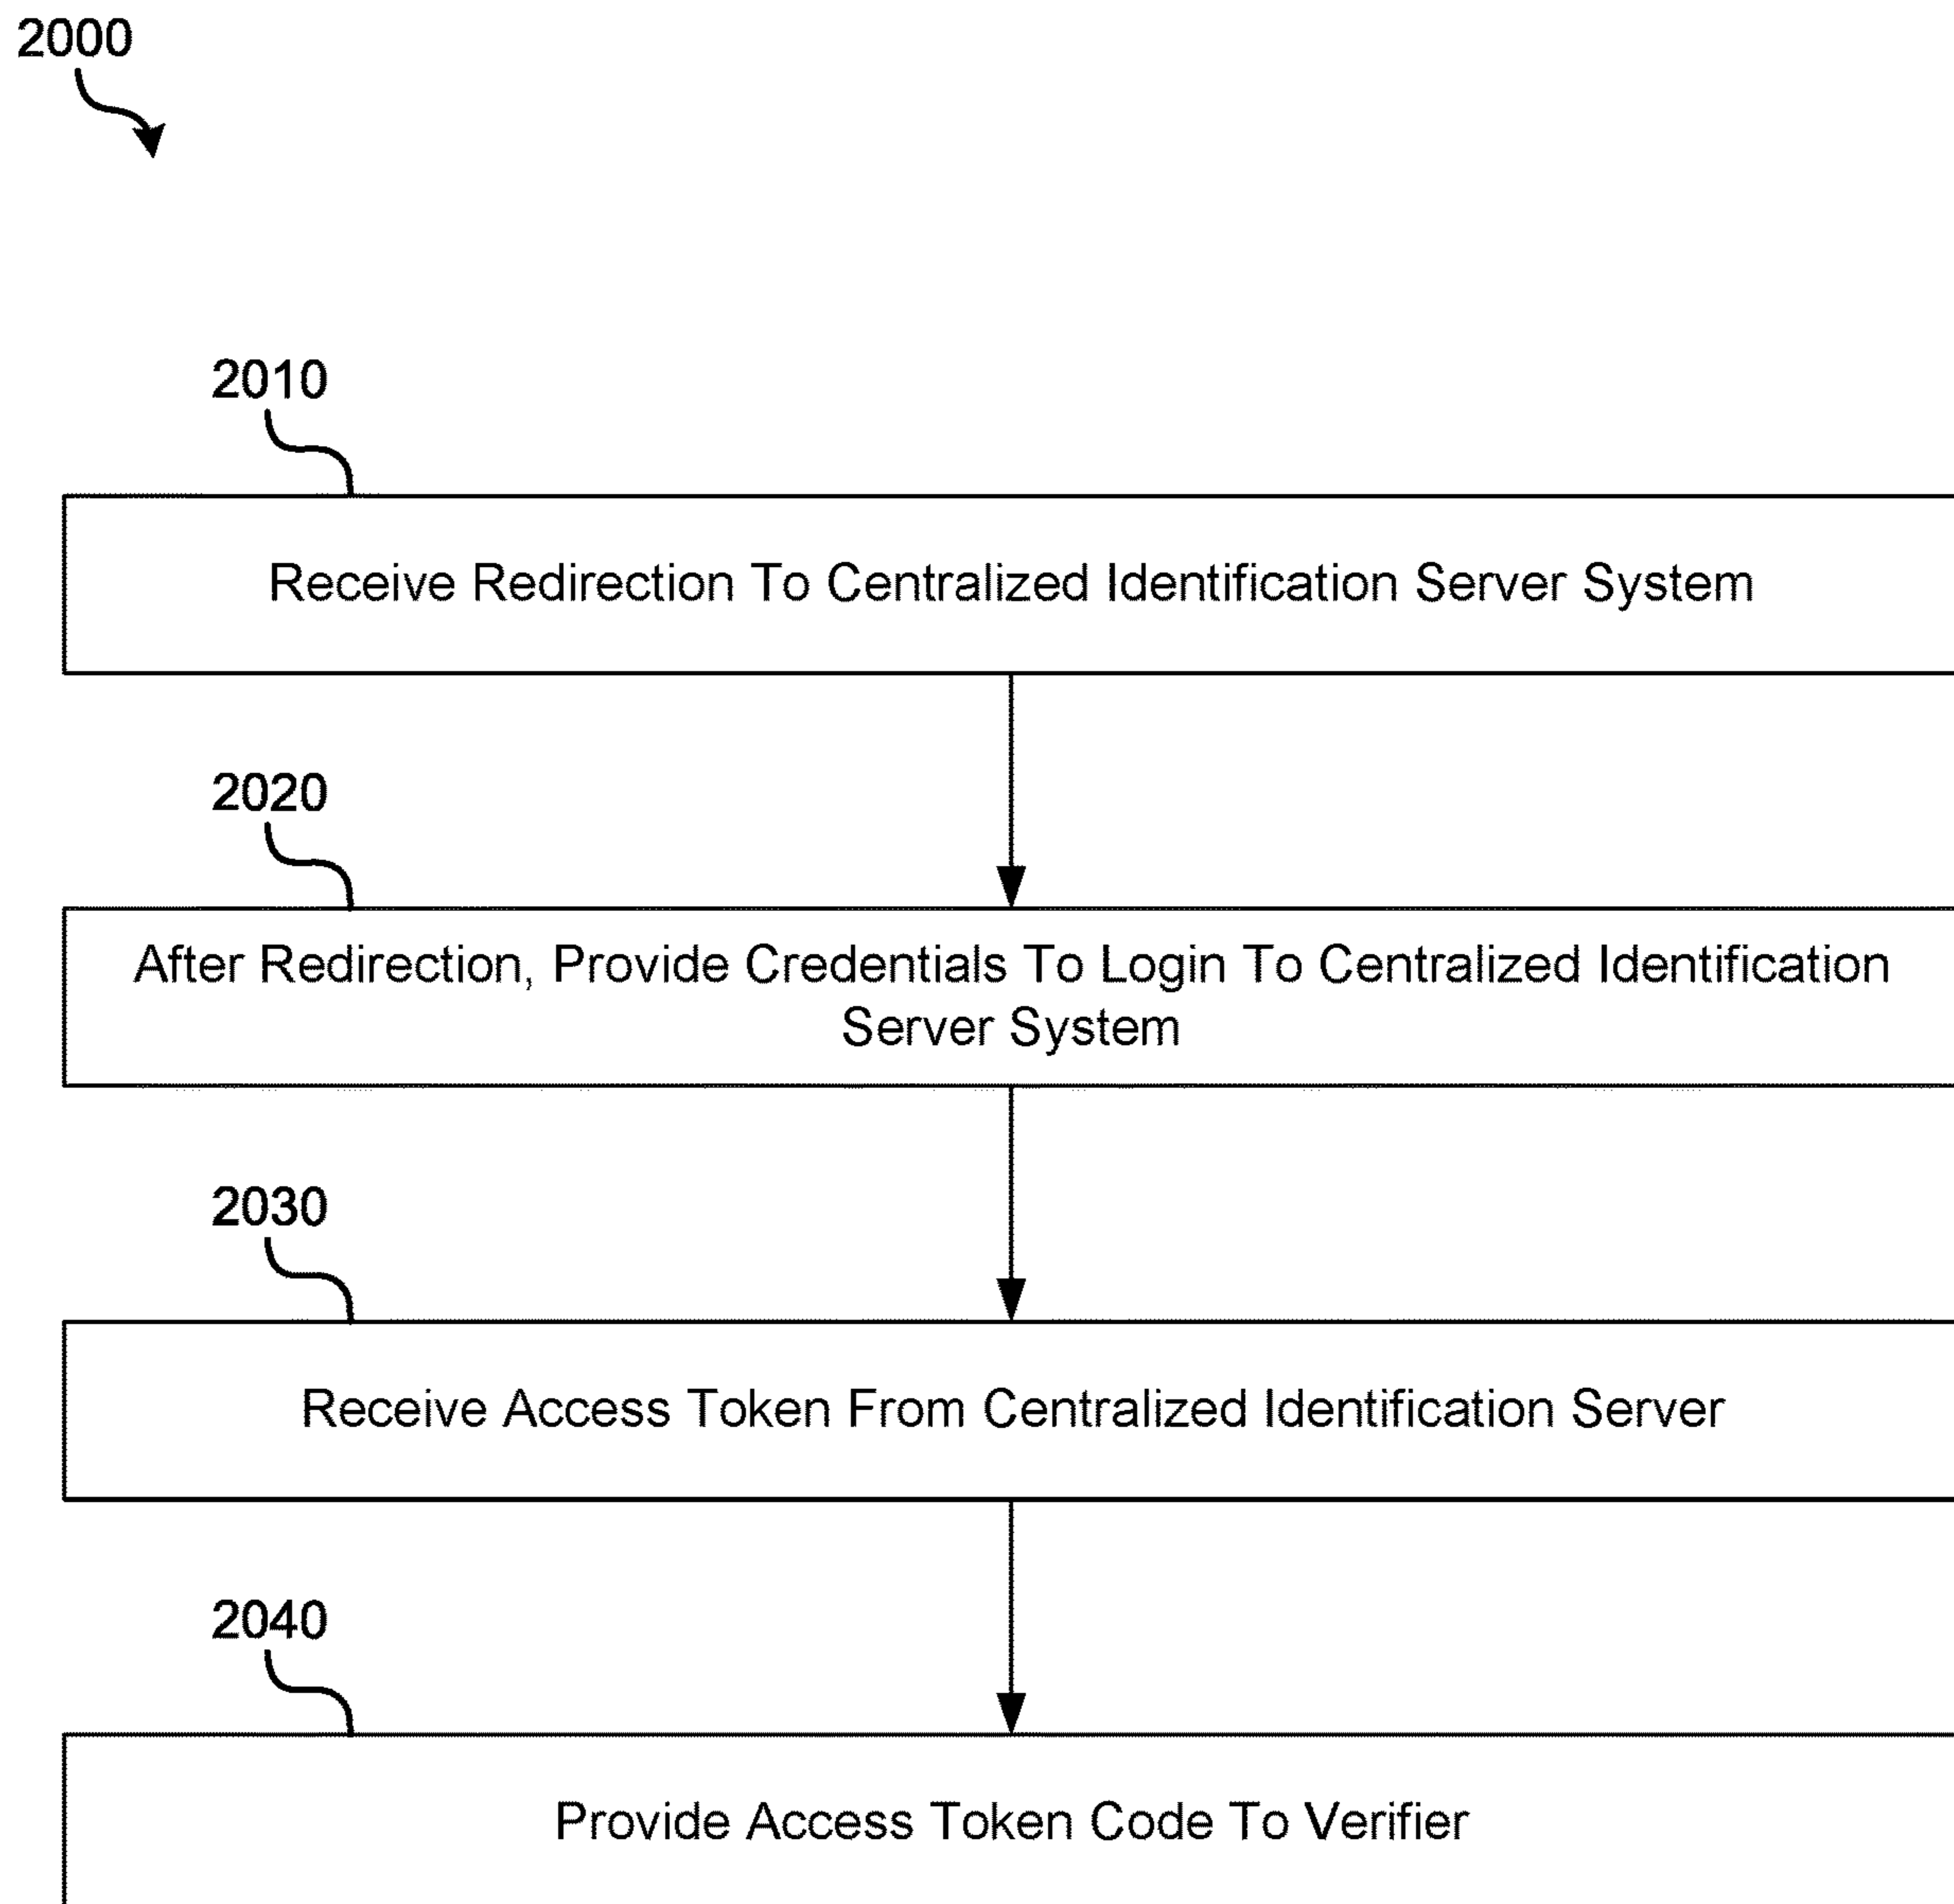 2000
2010
Receive Redirection To Centralized Identification Server System
2020
After Redirection, Provide Credentials To Login To Centralized Identification
Server System
2030
Receive Access Token From Centralized Identification Server
2040
Provide Access Token Code To Verifier